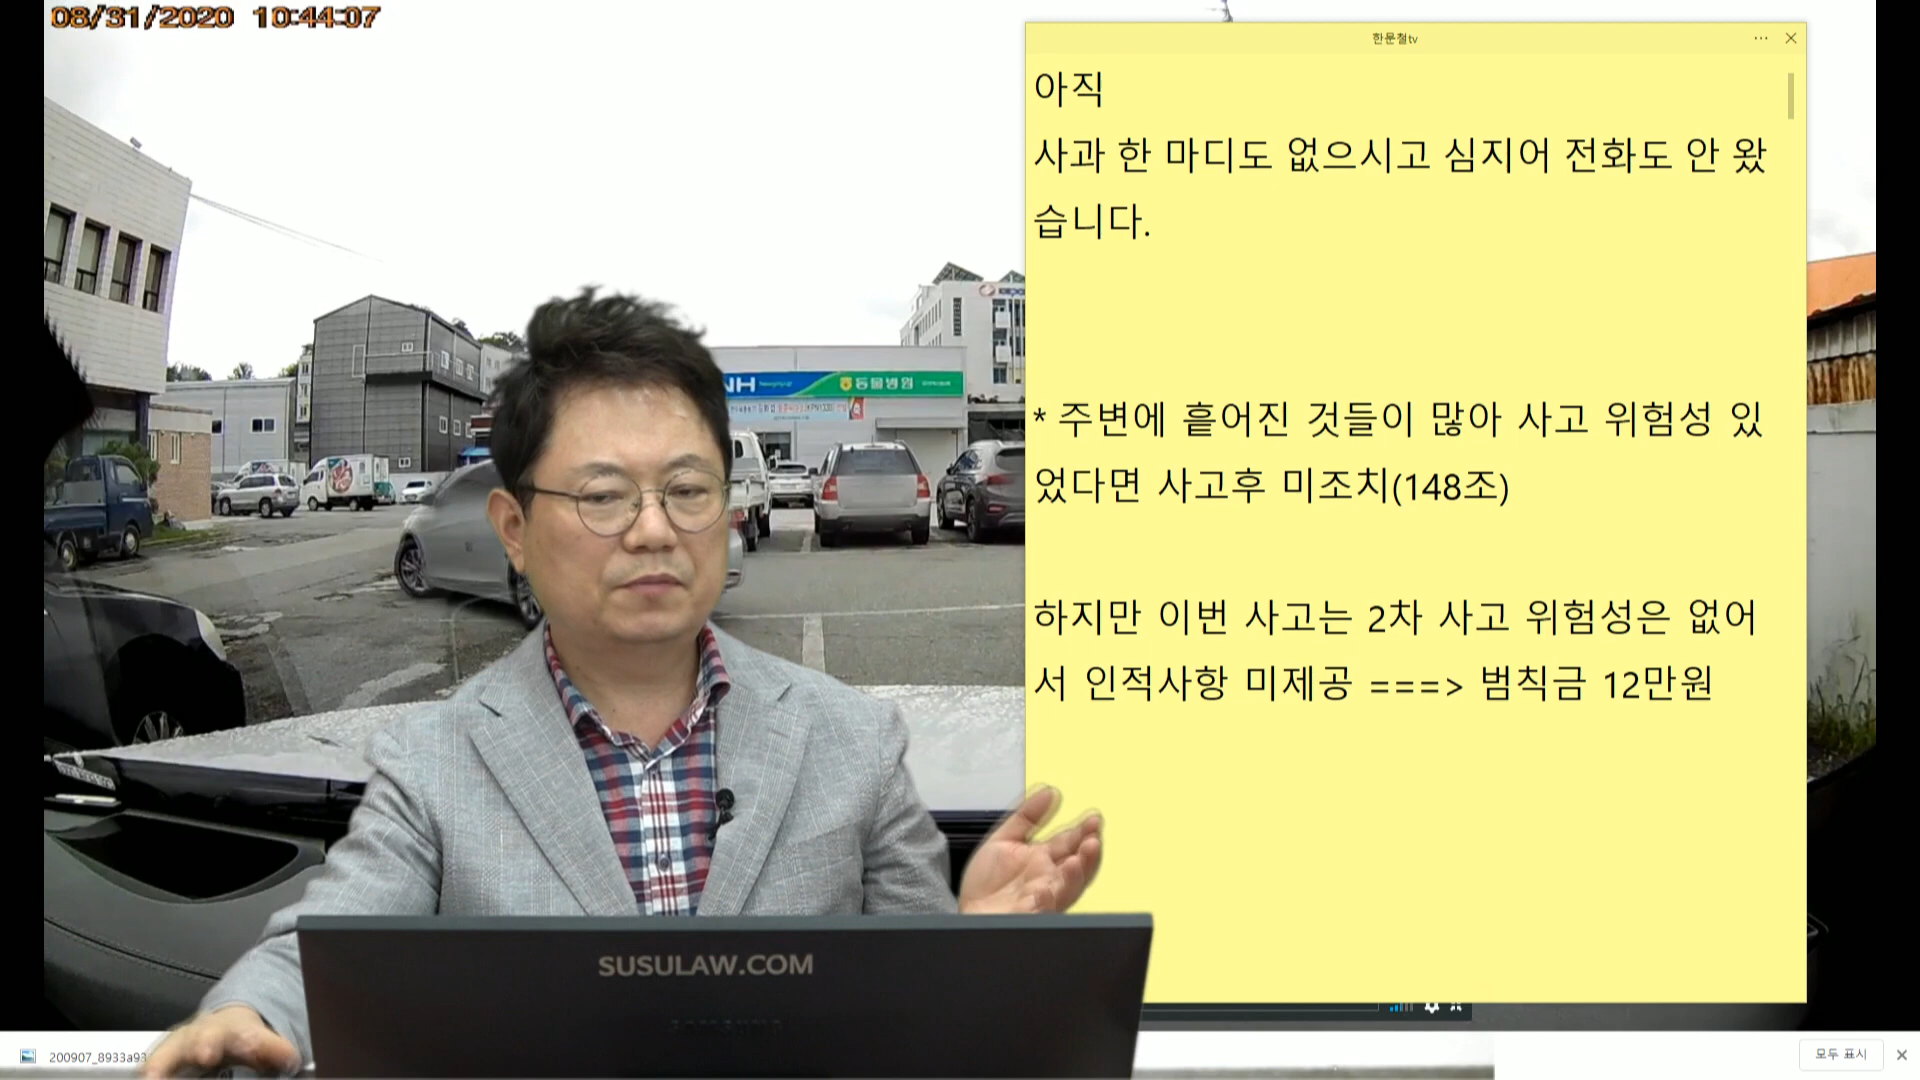 08/31/2020 10:44:07
한문철tv
아직
사과 한 마디도 없으시고 심지어 전화도 안 왔
습니다.
* 주변에 흩어진 것들이 많아 사고 위험성 있
었다면 사고후 미조치(148조)
하지만 이번 사고는 2차 사고 위험성은 없어
서 인적사항 미제공 ===> 범칙금 12만원
NH
동물병원
SUSULAW.COM
200907_8933a93
모두 표시